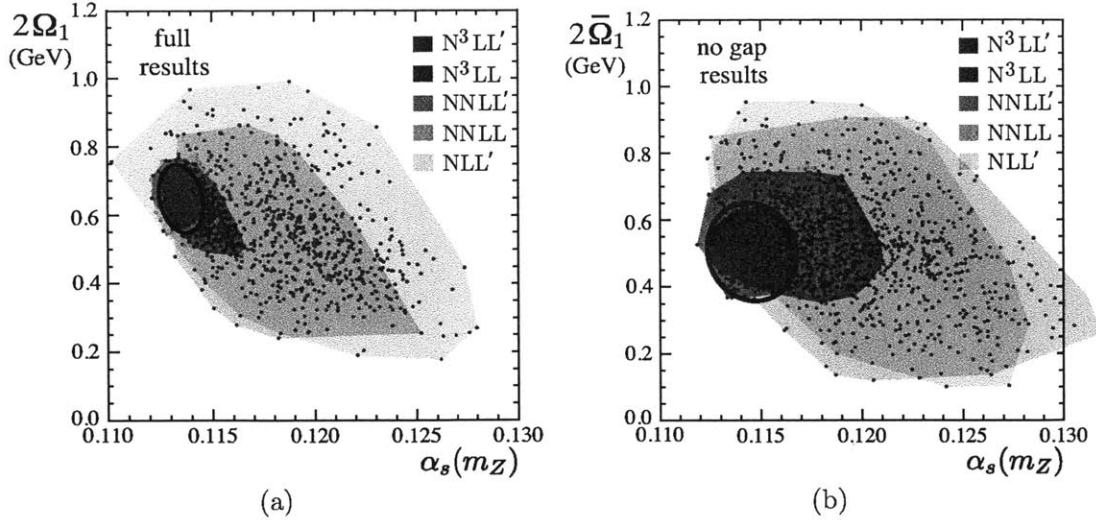 1.2
2Ω₁
(GeV)
full
results
N³LL′
N³LL
NNLL′
NNLL
NLL′
1.0
0.8
0.6
0.4
0.2
0.0
0.110
0.115
0.120
0.125
0.130
αₛ(m_Z)
(a)
1.2
2Ω̄₁
(GeV)
no gap
results
N³LL′
N³LL
NNLL′
NNLL
NLL′
1.0
0.8
0.6
0.4
0.2
0.0
0.110
0.115
0.120
0.125
0.130
αₛ(m_Z)
(b)